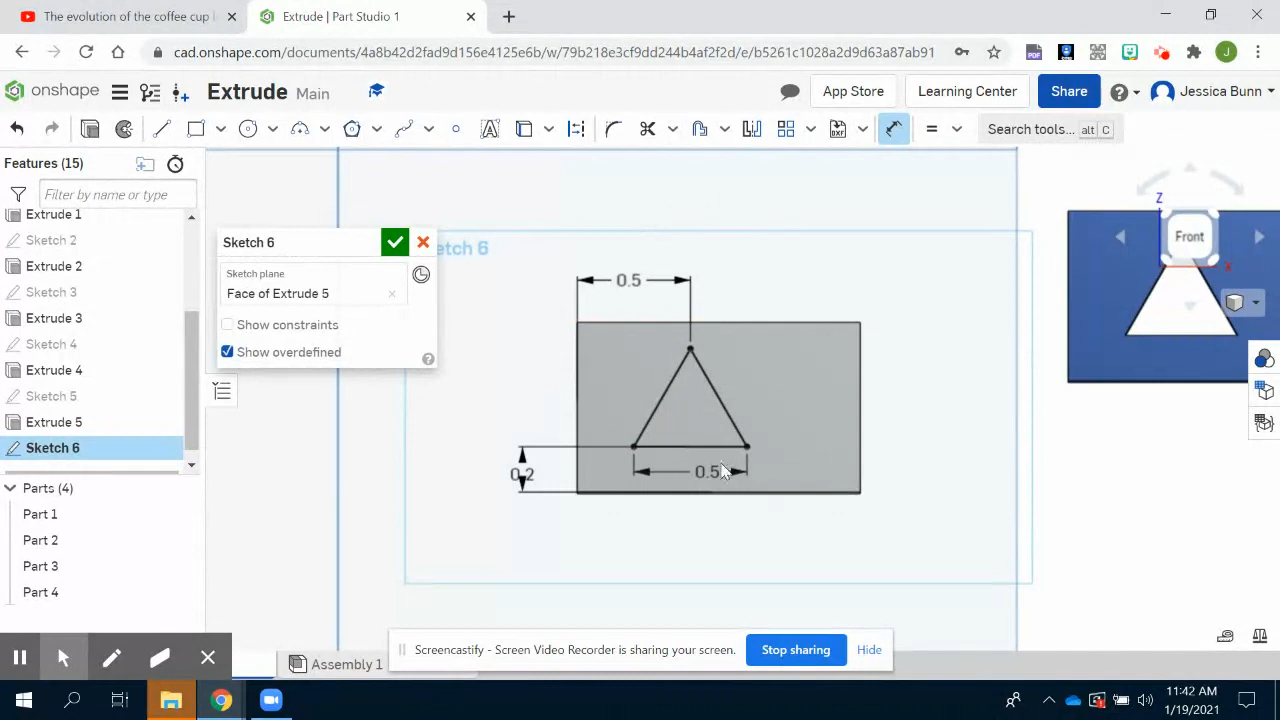 The evolution of the coffee cup
Extrude | Part Studio 1
cad.onshape.com/documents/4a8b42d2fad9d156e4125e6b/w/79b218e3cf9dd244b4af2f2d/e/b5261c1028a2d9d63a87ab91
PDF
J
onshape
Extrude Main
App Store
Learning Center
Share
Jessica Bunn
DXF
Search tools... alt C
Features (15)
Filter by name or type
Extrude 1
Sketch 2
Extrude 2
Sketch 3
Extrude 3
Sketch 4
Extrude 4
Sketch 5
Extrude 5
Sketch 6
Parts (4)
Part 1
Part 2
Part 3
Part 4
Sketch 6
Sketch plane
Face of Extrude 5
Show constraints
Show overdefined
etch 6
0.5
0.2
0.5
Z
Front
X
Screencastify - Screen Video Recorder is sharing your screen.
Stop sharing
Hide
Assembly 1
11:42 AM
1/19/2021